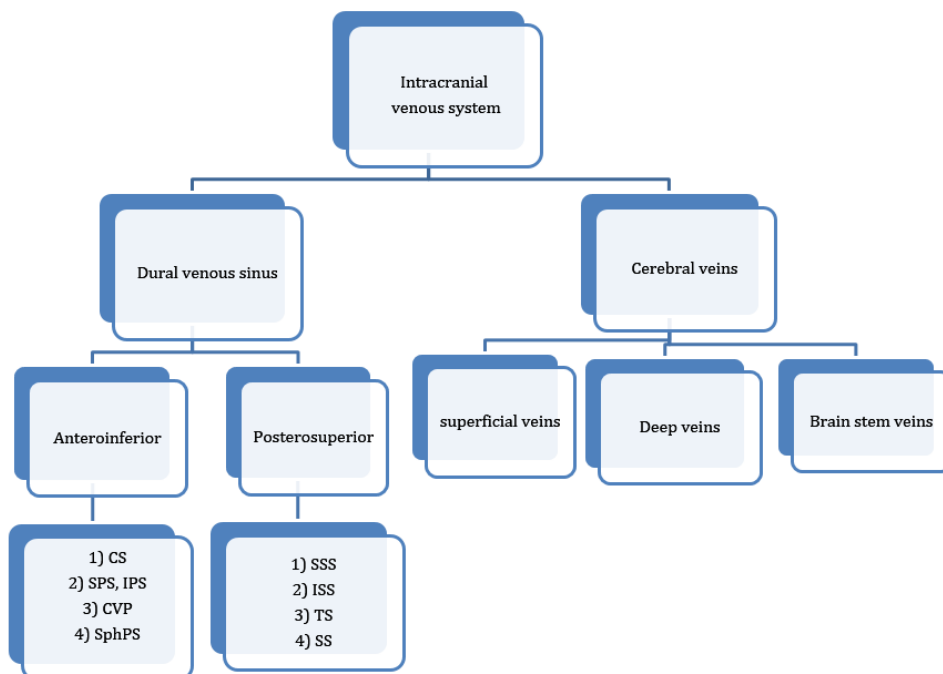 Intracranial
venous system
Dural venous sinus
Cerebral veins
Anteroinferior
Posterosuperior
superficial veins
Deep veins
Brain stem veins
1) CS
2) SPS, IPS
3) CVP
4) SphPS
1) SSS
2) ISS
3) TS
4) SS